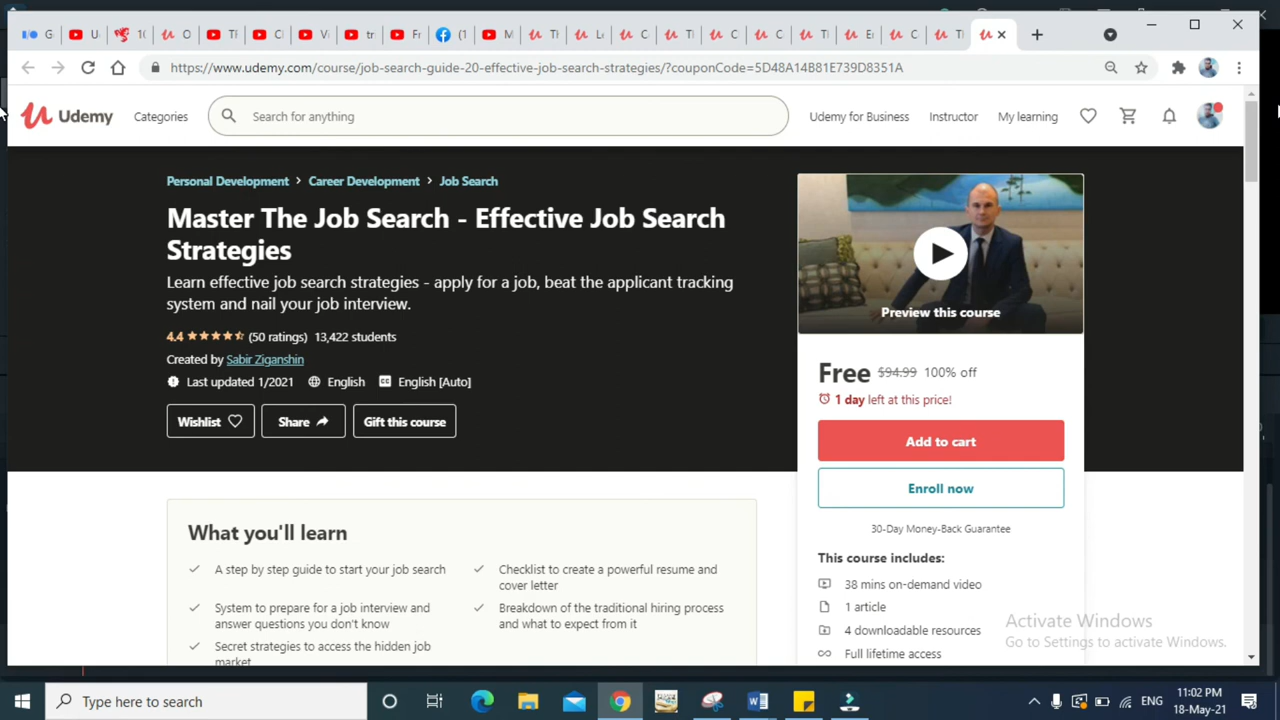 G
U
10
O
Tl
C
Vi
tr
Fr
(1
M
Tl
L
C
Tl
C
C
Tl
E
C
Tl
https://www.udemy.com/course/job-search-guide-20-effective-job-search-strategies/?couponCode=5D48A14B81E739D8351A
Udemy
Categories
Search for anything
Udemy for Business
Instructor
My learning
Personal Development > Career Development > Job Search
Master The Job Search - Effective Job Search
Strategies
Learn effective job search strategies - apply for a job, beat the applicant tracking
system and nail your job interview.
4.4 (50 ratings) 13,422 students
Created by Sabir Ziganshin
Last updated 1/2021 English English [Auto]
Wishlist
Share
Gift this course
Preview this course
Free $94.99 100% off
1 day left at this price!
Add to cart
Enroll now
30-Day Money-Back Guarantee
This course includes:
38 mins on-demand video
1 article
4 downloadable resources
Full lifetime access
What you'll learn
A step by step guide to start your job search
System to prepare for a job interview and
answer questions you don't know
Secret strategies to access the hidden job
market
Checklist to create a powerful resume and
cover letter
Breakdown of the traditional hiring process
and what to expect from it
Activate Windows
Go to Settings to activate Windows.
Type here to search
ENG
11:02 PM
18-May-21